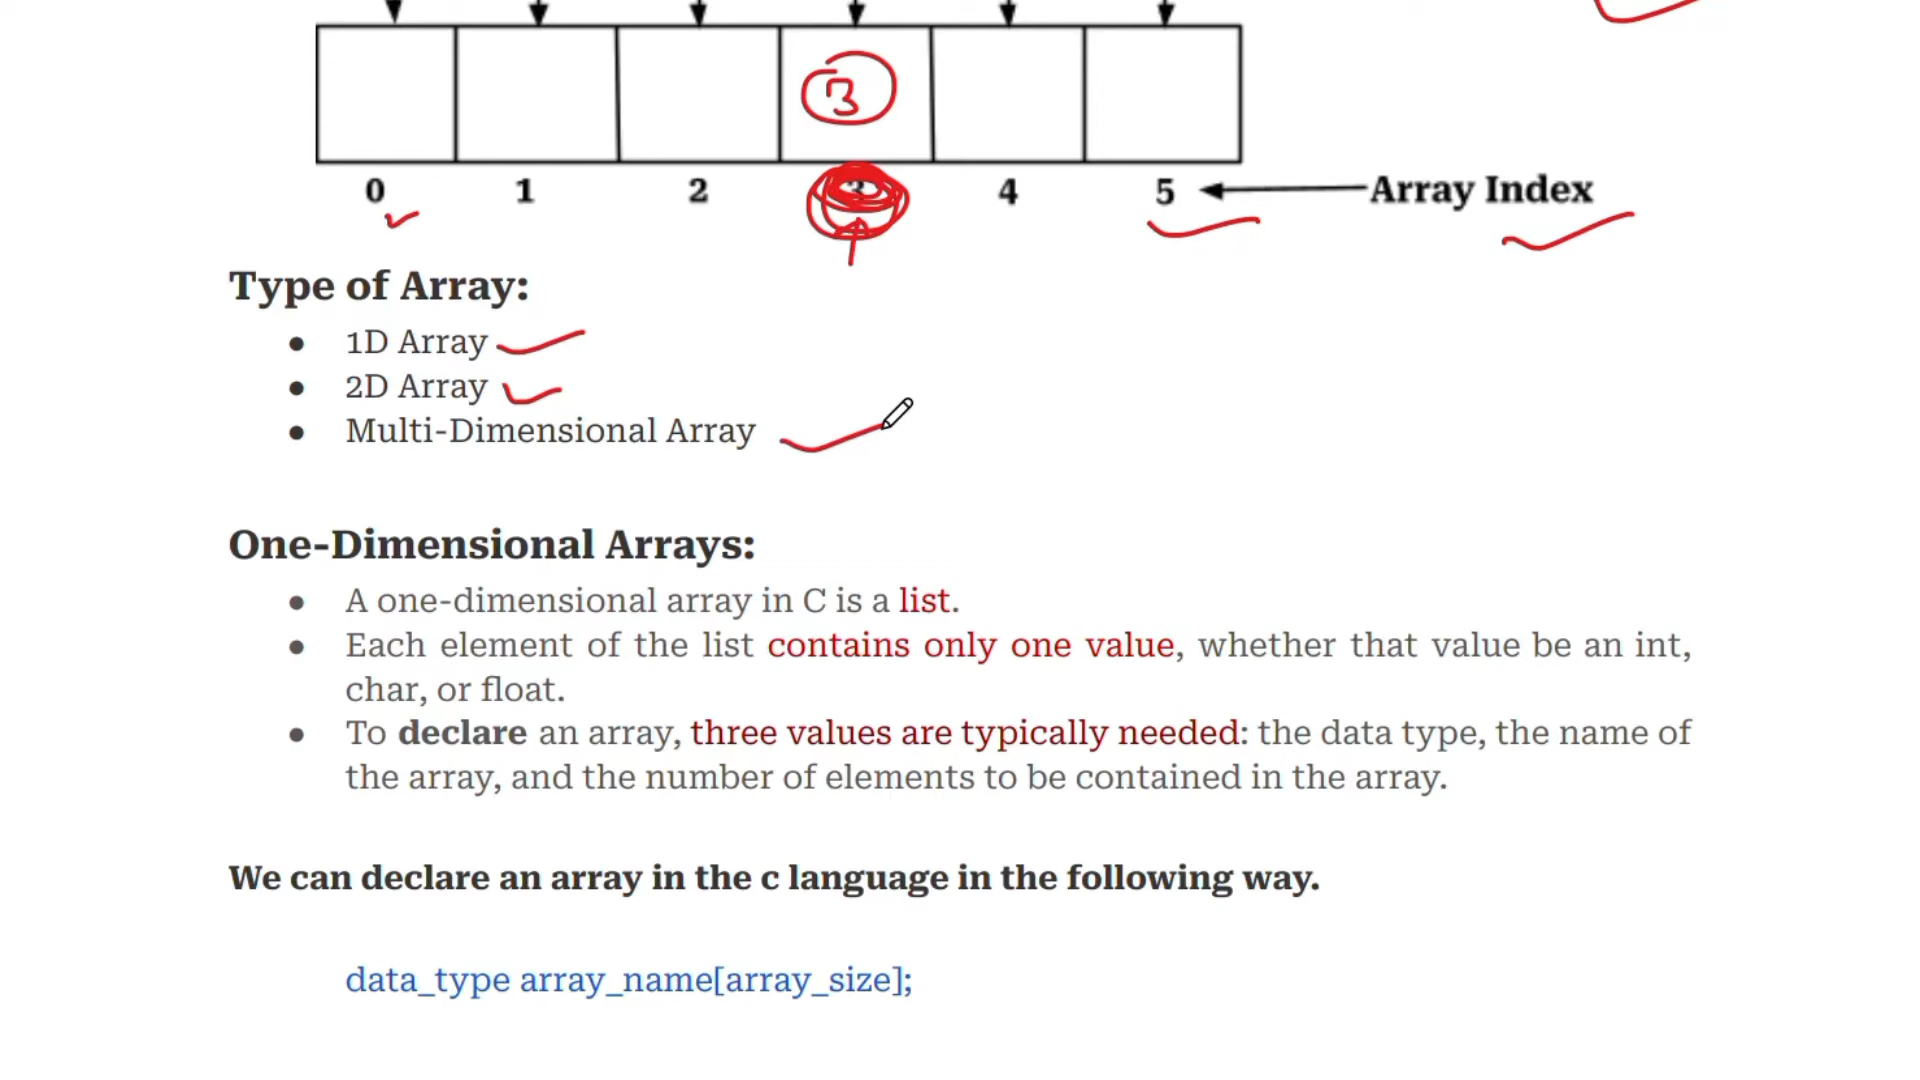 3
0 1 2 3 4 5 Array Index
Type of Array:
● 1D Array
● 2D Array
● Multi-Dimensional Array
One-Dimensional Arrays:
● A one-dimensional array in C is a list.
● Each element of the list contains only one value, whether that value be an int,
char, or float.
● To declare an array, three values are typically needed: the data type, the name of
the array, and the number of elements to be contained in the array.
We can declare an array in the c language in the following way.
data_type array_name[array_size];